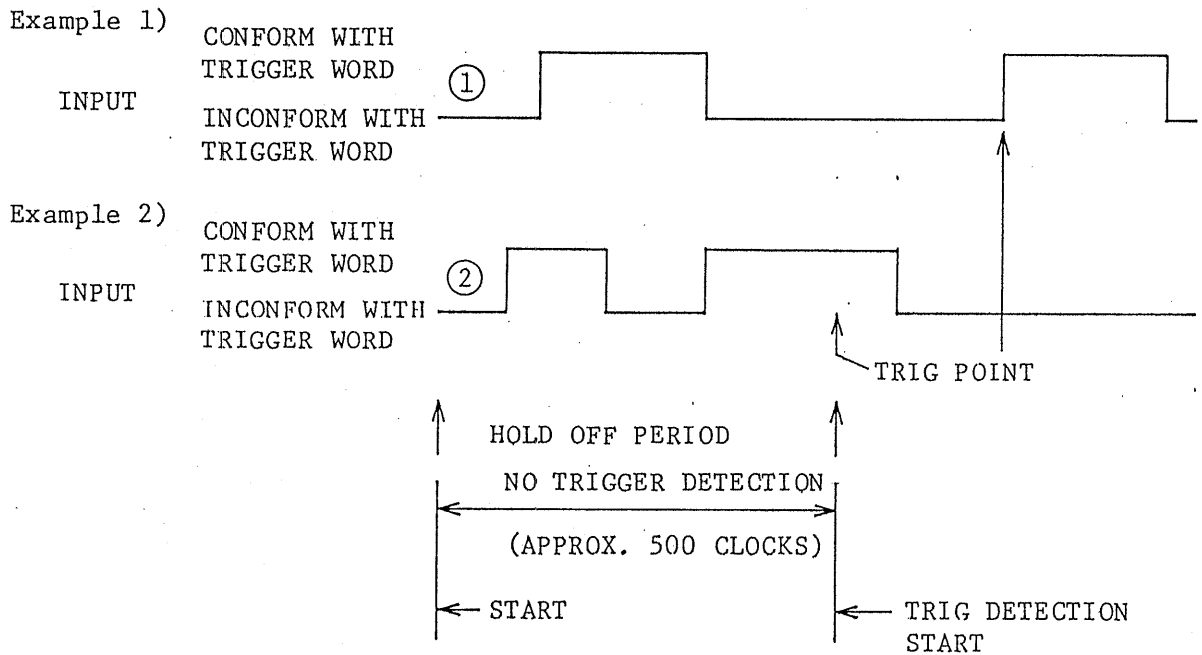 Example 1)
CONFORM WITH
TRIGGER WORD
INPUT
1
INCONFORM WITH
TRIGGER WORD
Example 2)
CONFORM WITH
TRIGGER WORD
INPUT
2
INCONFORM WITH
TRIGGER WORD
TRIG POINT
HOLD OFF PERIOD
NO TRIGGER DETECTION
(APPROX. 500 CLOCKS)
START
TRIG DETECTION
START